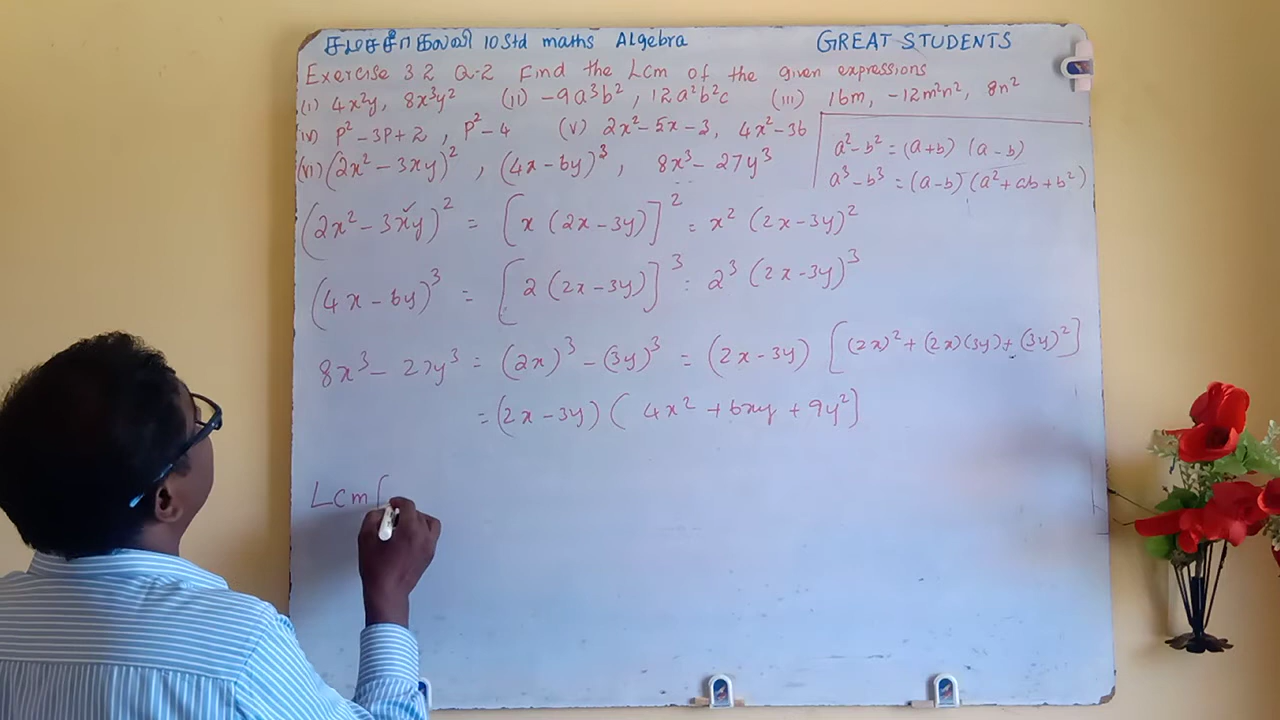 சமச்சீர் கல்வி 10 Std maths Algebra GREAT STUDENTS
Exercise 3.2 Q-2 Find the Lcm of the given expressions
(i) 4x²y, 8x³y² (ii) -9a³b², 12a²b²c (iii) 16m, -12m²n², 8n²
(iv) p²-3p+2, p²-4 (v) 2x²-5x-3, 4x²-36
(vi) (2x²-3xy)², (4x-6y)³, 8x³-27y³
a²-b² = (a+b) (a-b)
a³-b³ = (a-b) (a²+ab+b²)
(2x²-3xy)² = [x (2x-3y)]² = x² (2x-3y)²
(4x-6y)³ = [2 (2x-3y)]³ = 2³ (2x-3y)³
8x³-27y³ = (2x)³-(3y)³ = (2x-3y) [(2x)²+(2x)(3y)+(3y)²]
= (2x-3y) (4x²+6xy+9y²]
Lcm [